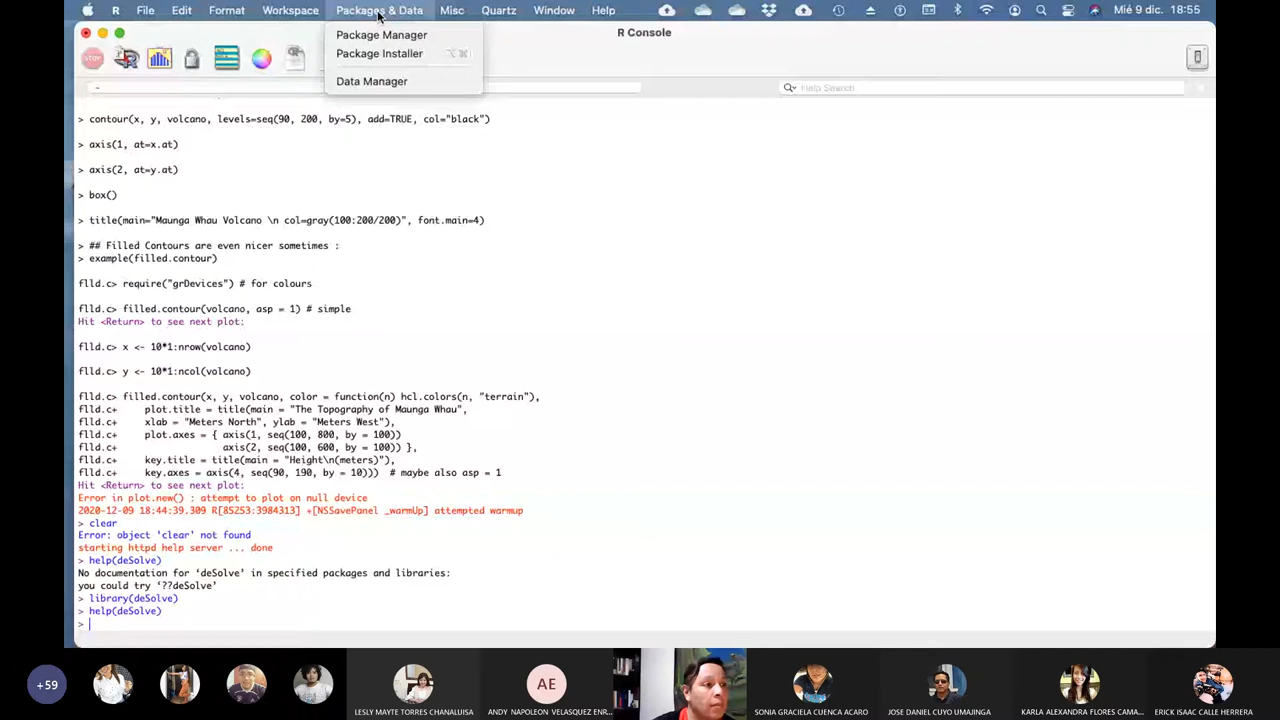 R File Edit Format Workspace Packages & Data Misc Quartz Window Help Mié 9 dic. 18:55
Package Manager
R Console
Package Installer ⌥⌘I
STOP
Data Manager
Help Search
> contour(x, y, volcano, levels=seq(90, 200, by=5), add=TRUE, col="black")
> axis(1, at=x.at)
> axis(2, at=y.at)
> box()
> title(main="Maunga Whau Volcano \n col=gray(100:200/200)", font.main=4)
> ## Filled Contours are even nicer sometimes :
> example(filled.contour)
flld.c> require("grDevices") # for colours
flld.c> filled.contour(volcano, asp = 1) # simple
Hit <Return> to see next plot:
flld.c> x <- 10*1:nrow(volcano)
flld.c> y <- 10*1:ncol(volcano)
flld.c> filled.contour(x, y, volcano, color = function(n) hcl.colors(n, "terrain"),
flld.c+ plot.title = title(main = "The Topography of Maunga Whau",
flld.c+ xlab = "Meters North", ylab = "Meters West"),
flld.c+ plot.axes = { axis(1, seq(100, 800, by = 100))
flld.c+ axis(2, seq(100, 600, by = 100)) },
flld.c+ key.title = title(main = "Height\n(meters)"),
flld.c+ key.axes = axis(4, seq(90, 190, by = 10))) # maybe also asp = 1
Hit <Return> to see next plot:
Error in plot.new() : attempt to plot on null device
2020-12-09 18:44:39.309 R[85253:3984313] +[NSSavePanel _warmUp] attempted warmup
> clear
Error: object 'clear' not found
starting httpd help server ... done
> help(deSolve)
No documentation for ‘deSolve’ in specified packages and libraries:
you could try ‘??deSolve’
> library(deSolve)
> help(deSolve)
>
+59
AE
LESLY MAYTE TORRES CHANALUISA
ANDY NAPOLEON VELASQUEZ ENR...
SONIA GRACIELA CUENCA ACARO
JOSE DANIEL CUYO UMAJINGA
KARLA ALEXANDRA FLORES CAMA...
ERICK ISAAC CALLE HERRERA